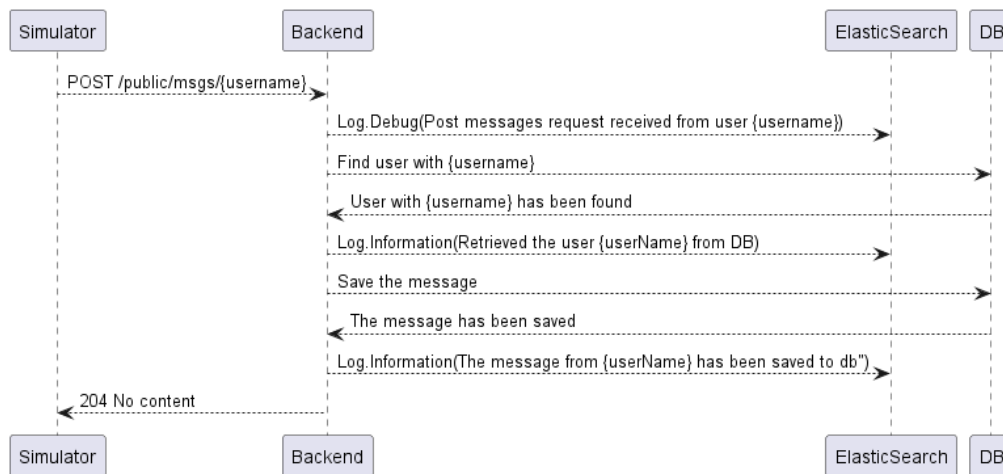 Simulator Backend ElasticSearch DB
POST /public/msgs/{username}
Log.Debug(Post messages request received from user {username})
Find user with {username}
User with {username} has been found
Log.Information(Retrieved the user {userName} from DB)
Save the message
The message has been saved
Log.Information(The message from {userName} has been saved to db")
204 No content
Simulator Backend ElasticSearch DB